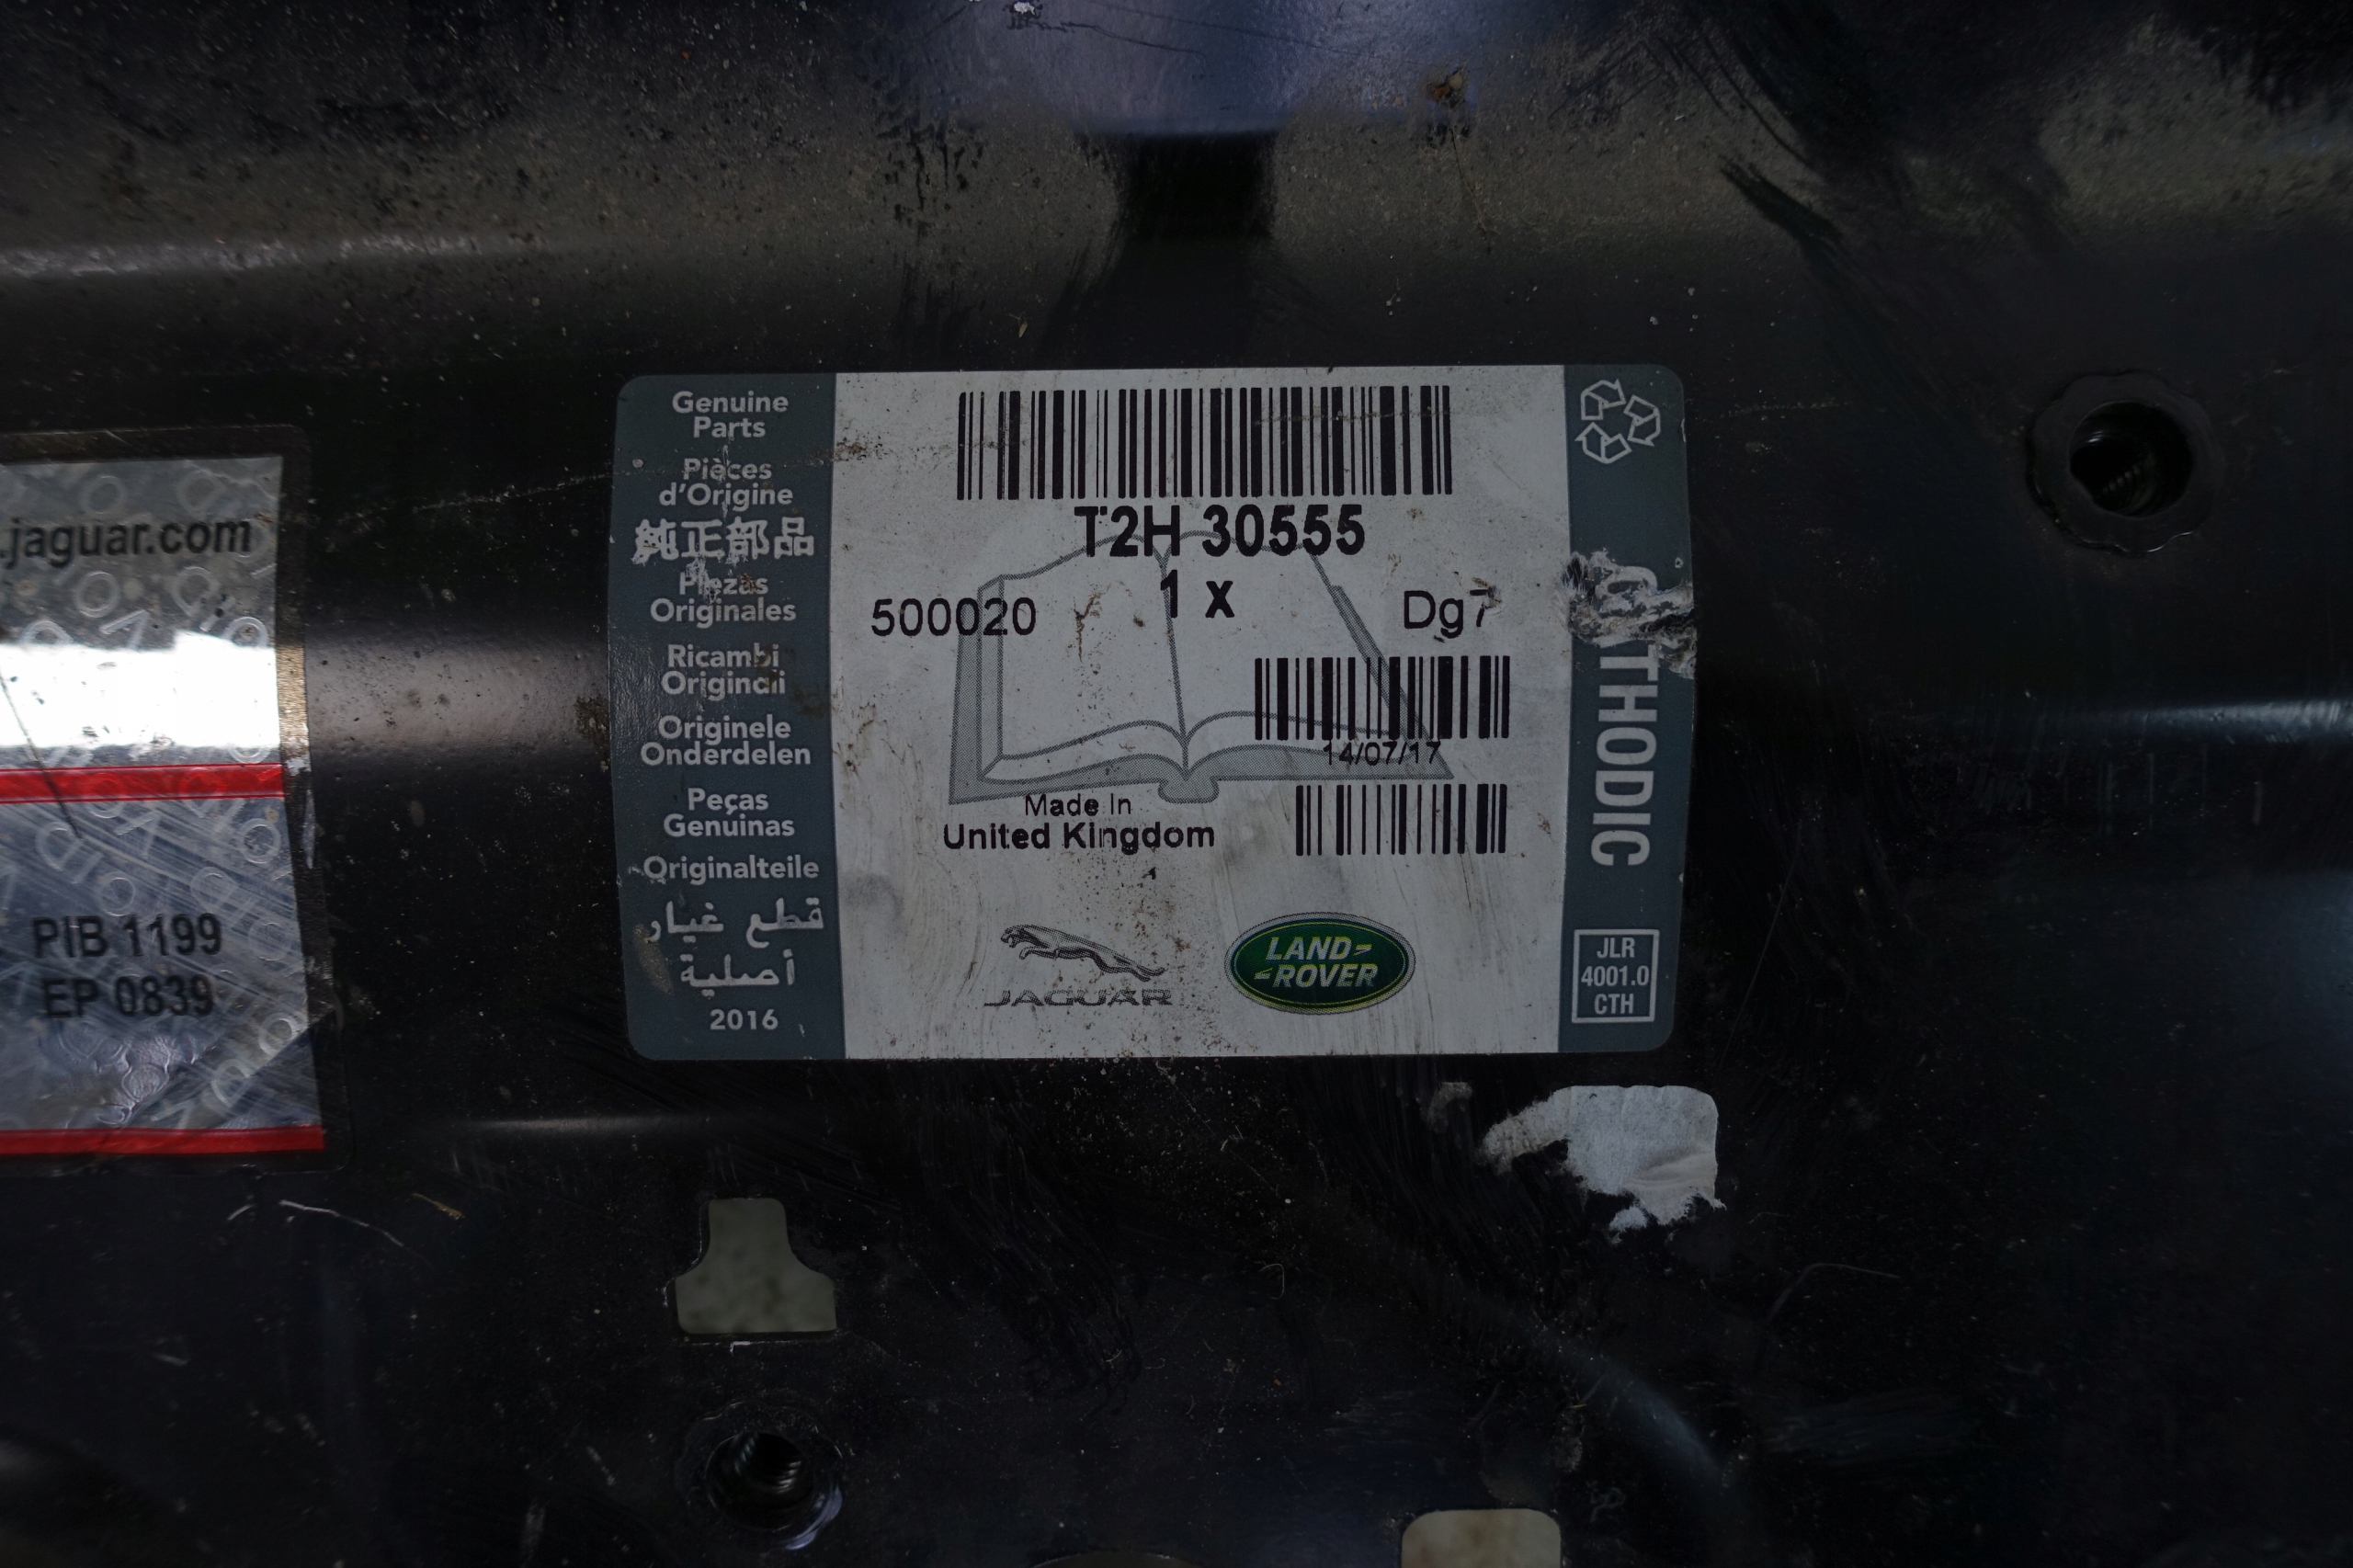 .jaguar.com
PIB 1199
EP 0839
Genuine
Parts
Pièces
d'Origine
純正部品
Piezas
Originales
Ricambi
Originali
Originele
Onderdelen
Peças
Genuinas
Originalteile
قطع غيار
أصلية
2016
T2H 30555
1 x
500020
Dg7
14/07/17
Made In
United Kingdom
JAGUAR
LAND-
-ROVER
CATHODIC
JLR
4001.0
CTH